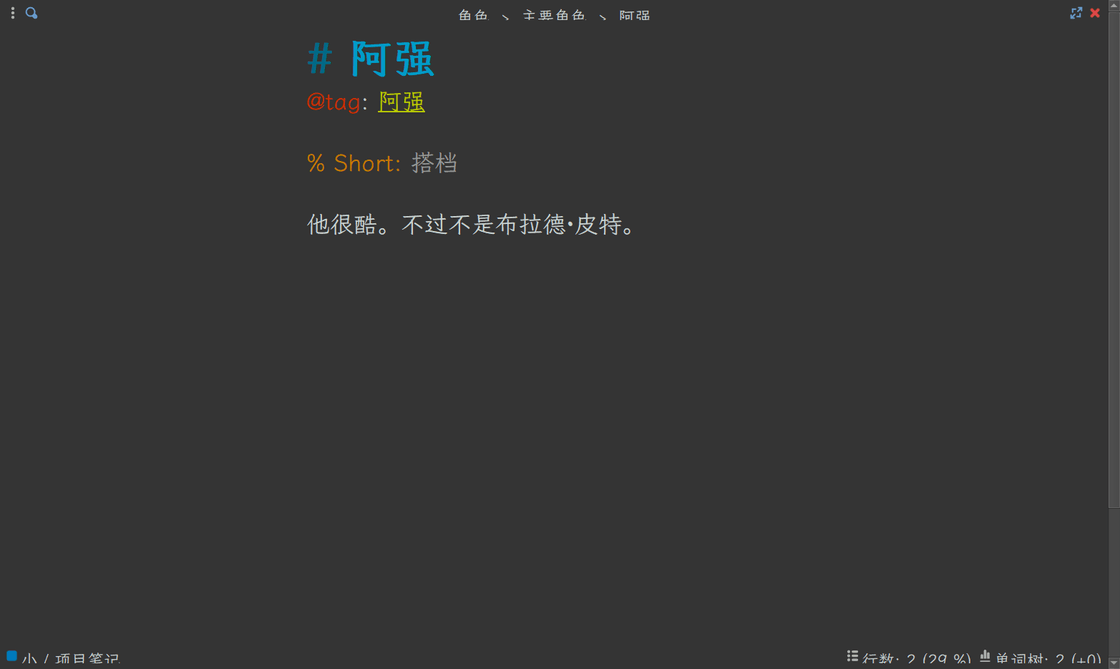 角色 、 主要角色 、 阿强
# 阿强
@tag: 阿强
% Short: 搭档
他很酷。不过不是布拉德·皮特。
小 / 项目笔记
行数: 2 (29 %) 单词树: 2 (+0)